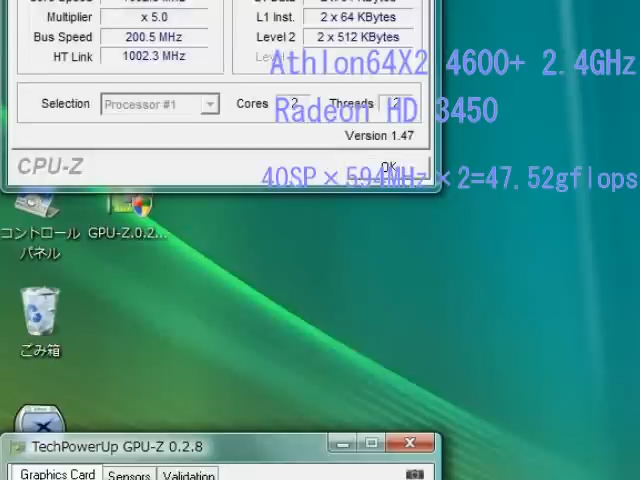 Multiplier x 5.0 L1 Inst. 2 x 64 KBytes
Bus Speed 200.5 MHz Level 2 2 x 512 KBytes
HT Link 1002.3 MHz
Athlon64X2 4600+ 2.4GHz
Selection Processor #1 Cores 2 Threads 2
Radeon HD 3450
Version 1.47
CPU-Z OK
40SP×594MHz×2=47.52gflops
コントロール パネル
GPU-Z.0.2...
ごみ箱
TechPowerUp GPU-Z 0.2.8
Graphics Card Sensors Validation